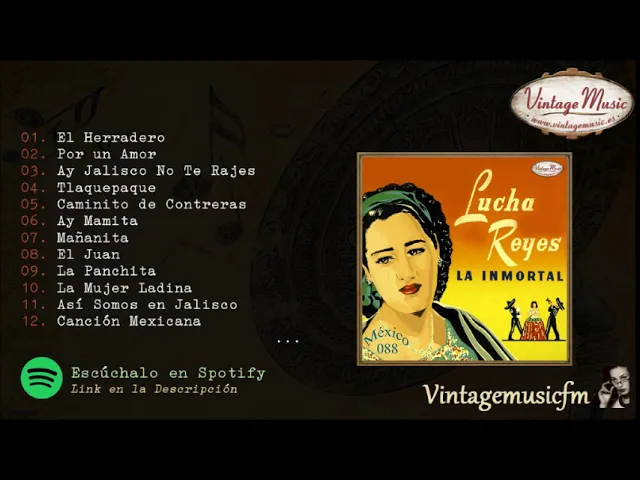 01. El Herradero
02. Por un Amor
03. Ay Jalisco No Te Rajes
04. Tlaquepaque
05. Caminito de Contreras
06. Ay Mamita
07. Mañanita
08. El Juan
09. La Panchita
10. La Mujer Ladina
11. Así Somos en Jalisco
12. Canción Mexicana
...
Escúchalo en Spotify
Link en la Descripción
Vintage Music
www.vintagemusic.es
Lucha
Reyes
LA INMORTAL
México
088
Vintagemusicfm